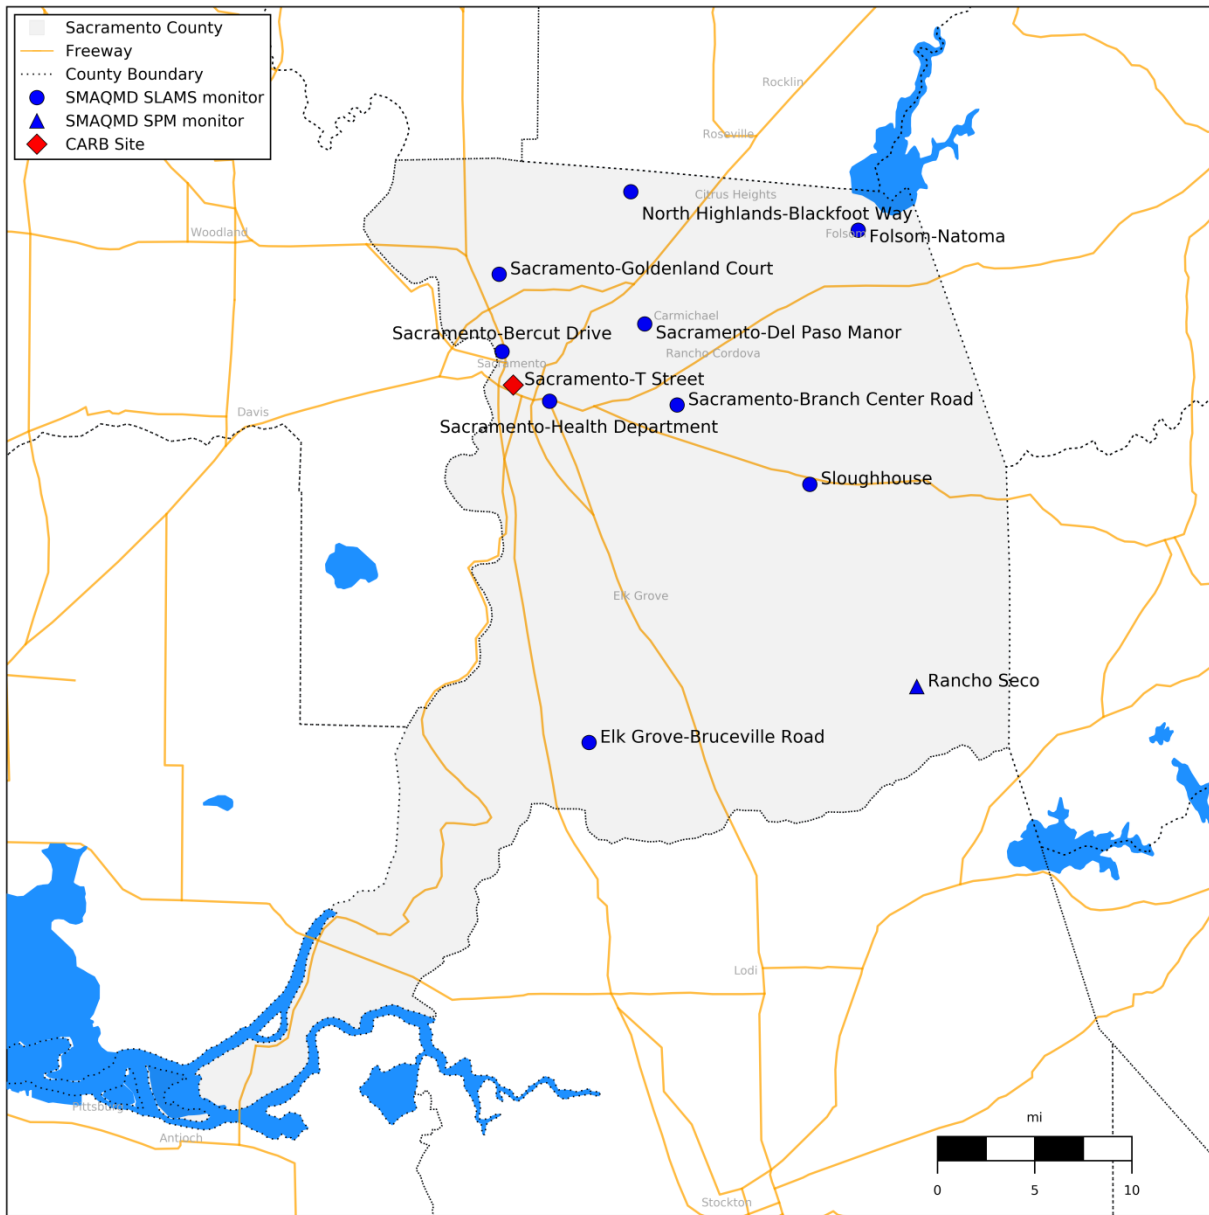 Sacramento County
Freeway
County Boundary
SMAQMD SLAMS monitor
SMAQMD SPM monitor
CARB Site
Rocklin
Roseville
Citrus Heights
North Highlands-Blackfoot Way
Woodland
Folsom
Folsom-Natoma
Sacramento-Goldenland Court
Carmichael
Sacramento-Bercut Drive
Sacramento-Del Paso Manor
Rancho Cordova
Sacramento
Sacramento-T Street
Sacramento-Branch Center Road
Davis
Sacramento-Health Department
Sloughhouse
Elk Grove
Rancho Seco
Elk Grove-Bruceville Road
Lodi
Pittsburg
Antioch
mi
0 5 10
Stockton